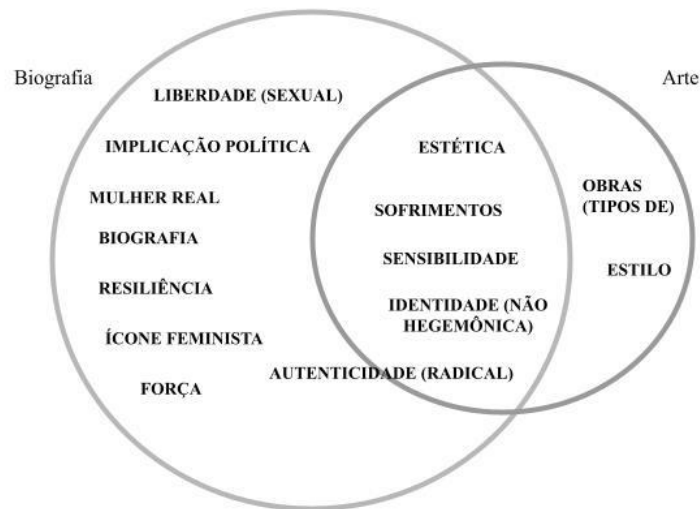 Biografia
Arte
LIBERDADE (SEXUAL)
IMPLICAÇÃO POLÍTICA
MULHER REAL
BIOGRAFIA
RESILIÊNCIA
ÍCONE FEMINISTA
FORÇA
ESTÉTICA
SOFRIMENTOS
SENSIBILIDADE
IDENTIDADE (NÃO
HEGEMÔNICA)
AUTENTICIDADE (RADICAL)
OBRAS
(TIPOS DE)
ESTILO